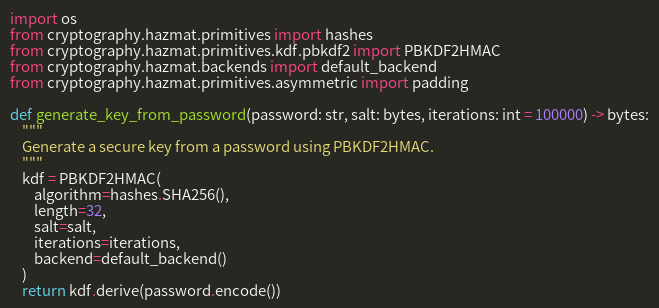 import os
from cryptography.hazmat.primitives import hashes
from cryptography.hazmat.primitives.kdf.pbkdf2 import PBKDF2HMAC
from cryptography.hazmat.backends import default_backend
from cryptography.hazmat.primitives.asymmetric import padding

def generate_key_from_password(password: str, salt: bytes, iterations: int = 100000) -> bytes:
    """
    Generate a secure key from a password using PBKDF2HMAC.
    """
    kdf = PBKDF2HMAC(
        algorithm=hashes.SHA256(),
        length=32,
        salt=salt,
        iterations=iterations,
        backend=default_backend()
    )
    return kdf.derive(password.encode())